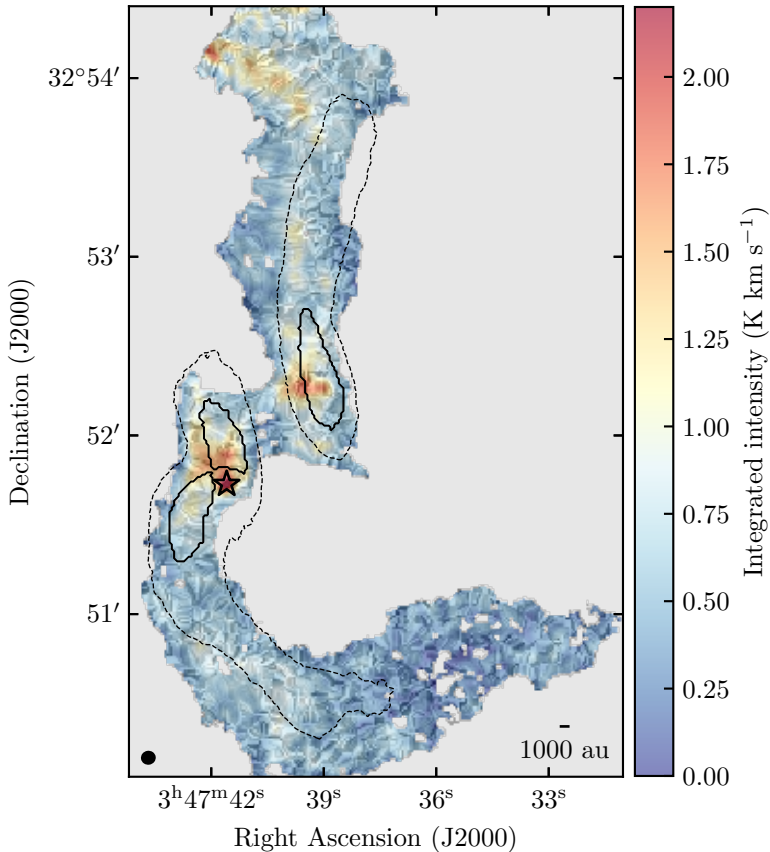 32°54′
53′
52′
51′
Declination (J2000)
3ʰ47ᵐ42ˢ
39ˢ
36ˢ
33ˢ
Right Ascension (J2000)
1000 au
2.00
1.75
1.50
1.25
1.00
0.75
0.50
0.25
0.00
Integrated intensity (K km s⁻¹)